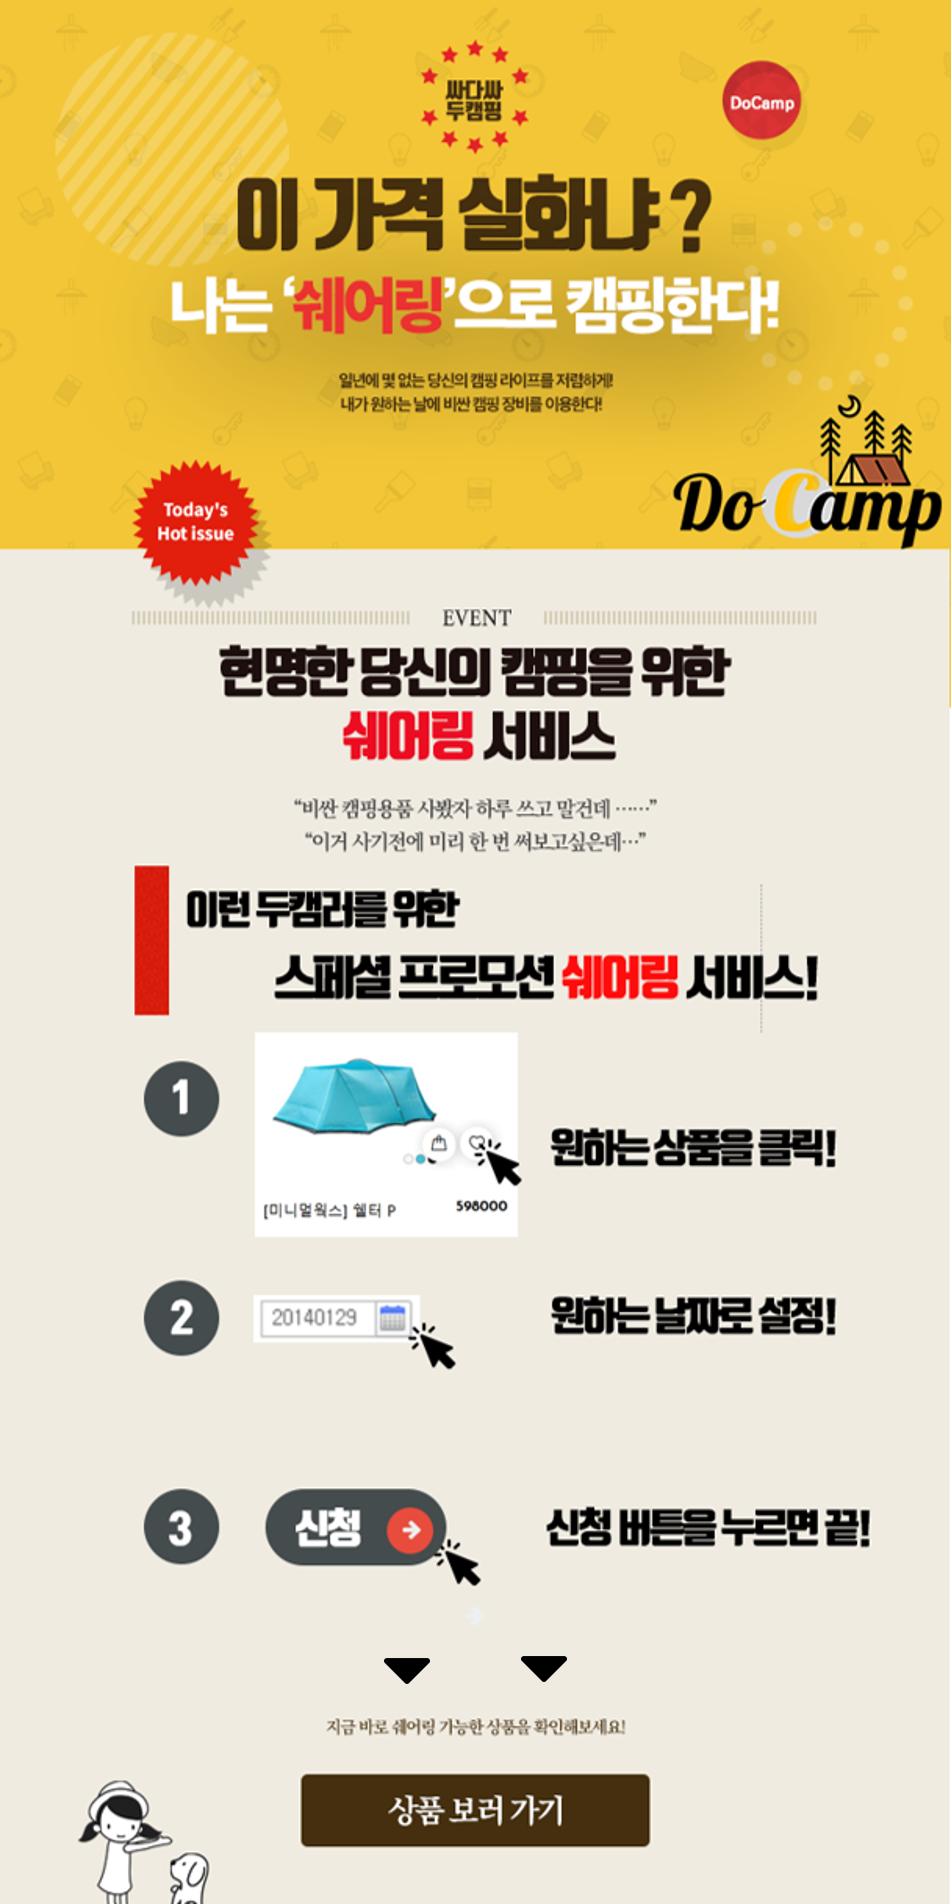 싸다싸
두캠핑
DoCamp
이 가격 실화냐 ?
나는 ‘쉐어링’으로 캠핑한다!
일년에 몇 없는 당신의 캠핑 라이프를 저렴하게!
내가 원하는 날에 비싼 캠핑 장비를 이용한다!
Do Camp
Today's
Hot issue
EVENT
현명한 당신의 캠핑을 위한
쉐어링 서비스
“비싼 캠핑용품 사봤자 하루 쓰고 말건데 ……”
“이거 사기전에 미리 한 번 써보고싶은데…”
이런 두캠러를 위한
스페셜 프로모션 쉐어링 서비스!
1
[미니멀웍스] 쉘터 P
598000
원하는 상품을 클릭!
2
20140129
원하는 날짜로 설정!
3
신청
신청 버튼을 누르면 끝!
지금 바로 쉐어링 가능한 상품을 확인해보세요!
상품 보러 가기